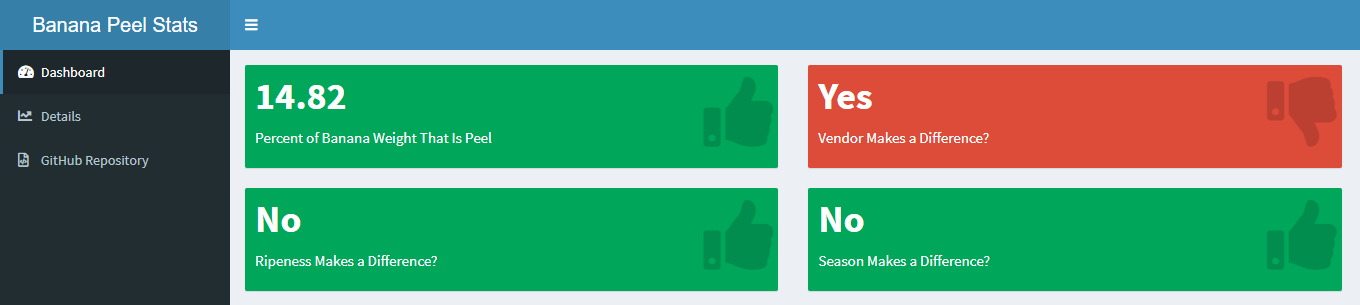 Banana Peel Stats
Dashboard
Details
GitHub Repository
14.82
Percent of Banana Weight That Is Peel
Yes
Vendor Makes a Difference?
No
Ripeness Makes a Difference?
No
Season Makes a Difference?